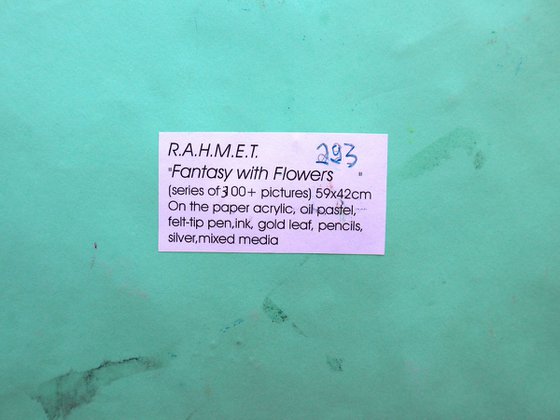 R.A.H.M.E.T. 293
"Fantasy with Flowers "
(series of 300+ pictures) 59x42cm
On the paper acrylic, oil pastel,
felt-tip pen,ink, gold leaf, pencils,
silver,mixed media